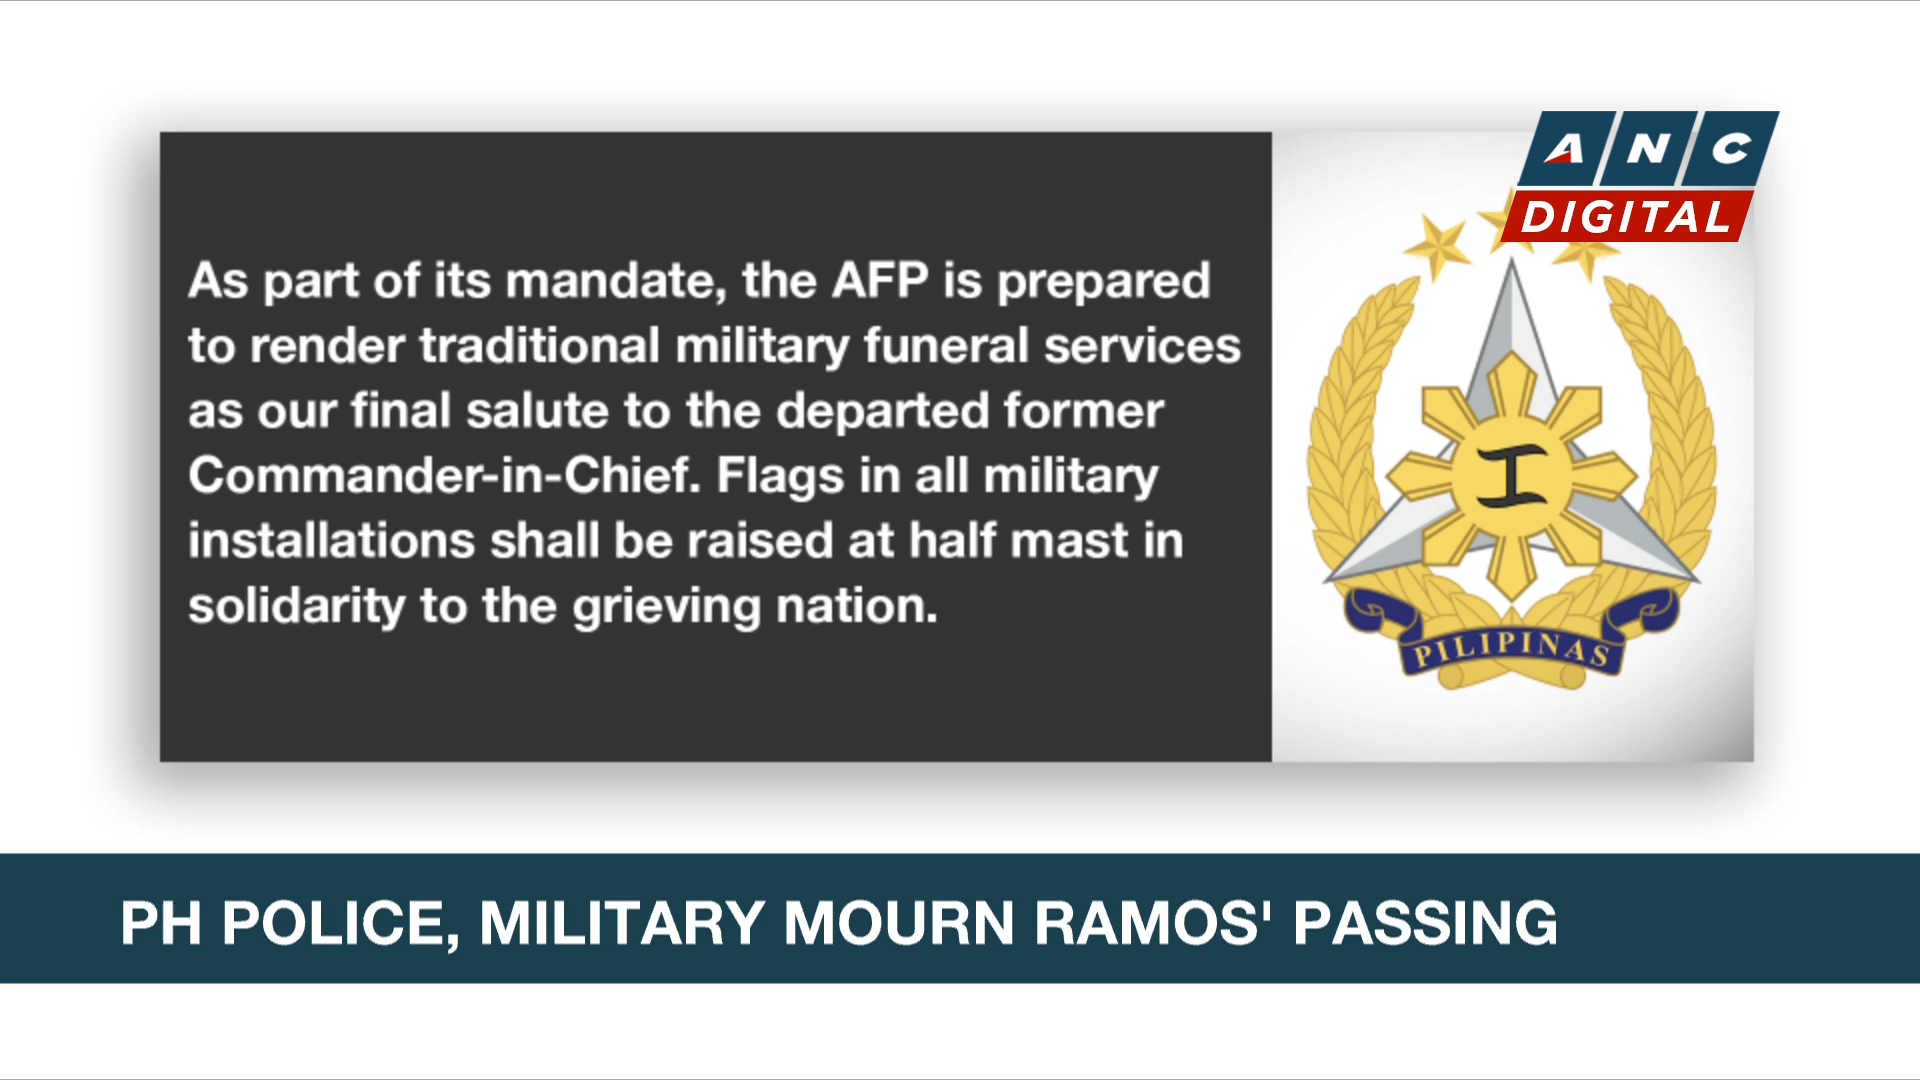 ANC
DIGITAL
As part of its mandate, the AFP is prepared
to render traditional military funeral services
as our final salute to the departed former
Commander-in-Chief. Flags in all military
installations shall be raised at half mast in
solidarity to the grieving nation.
ᜀ
PILIPINAS
PH POLICE, MILITARY MOURN RAMOS' PASSING